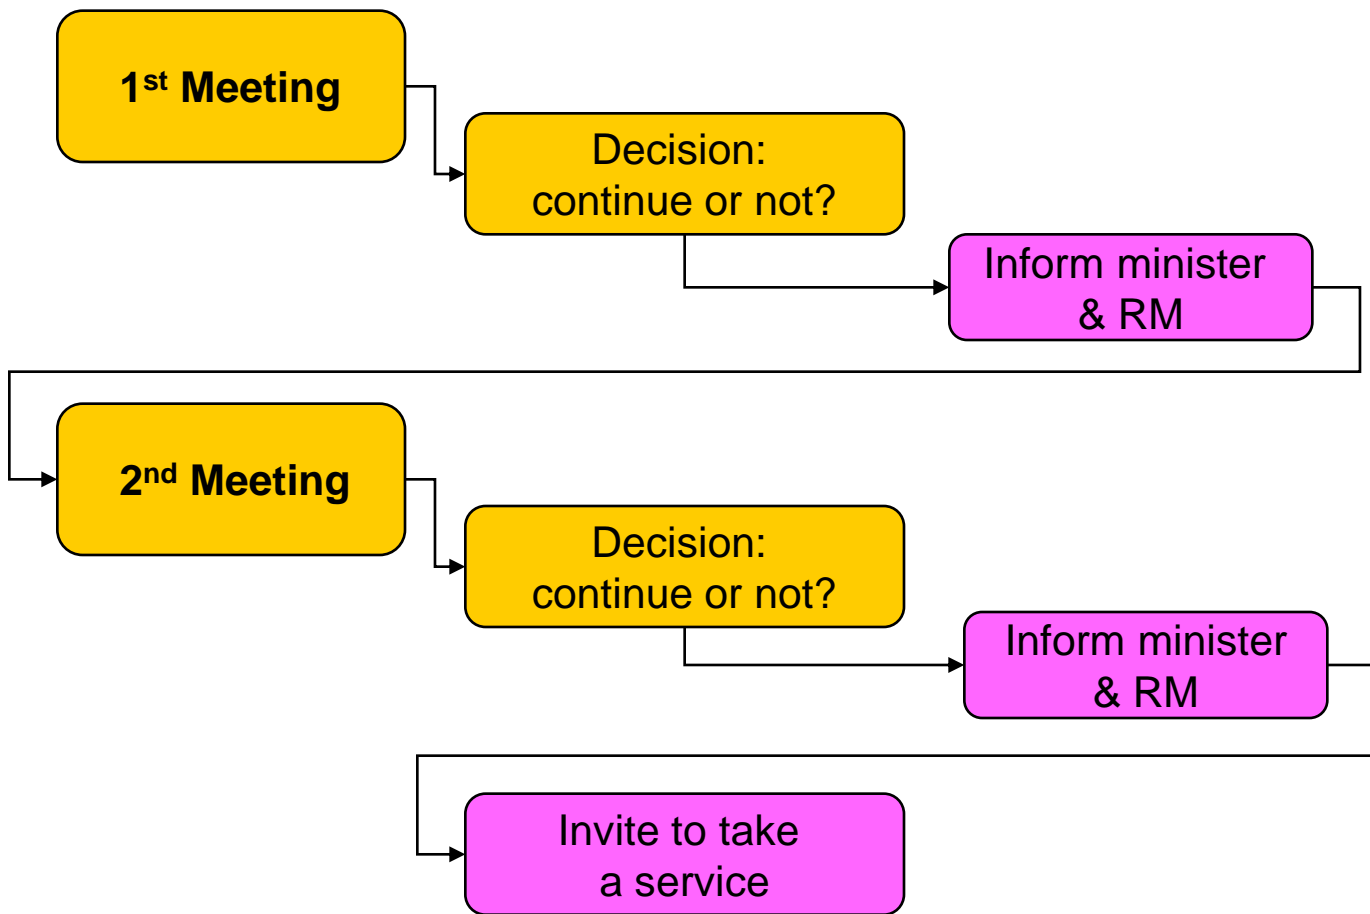 1st Meeting
Decision:
continue or not?
Inform minister
& RM
2nd Meeting
Decision:
continue or not?
Inform minister
& RM
Invite to take
a service